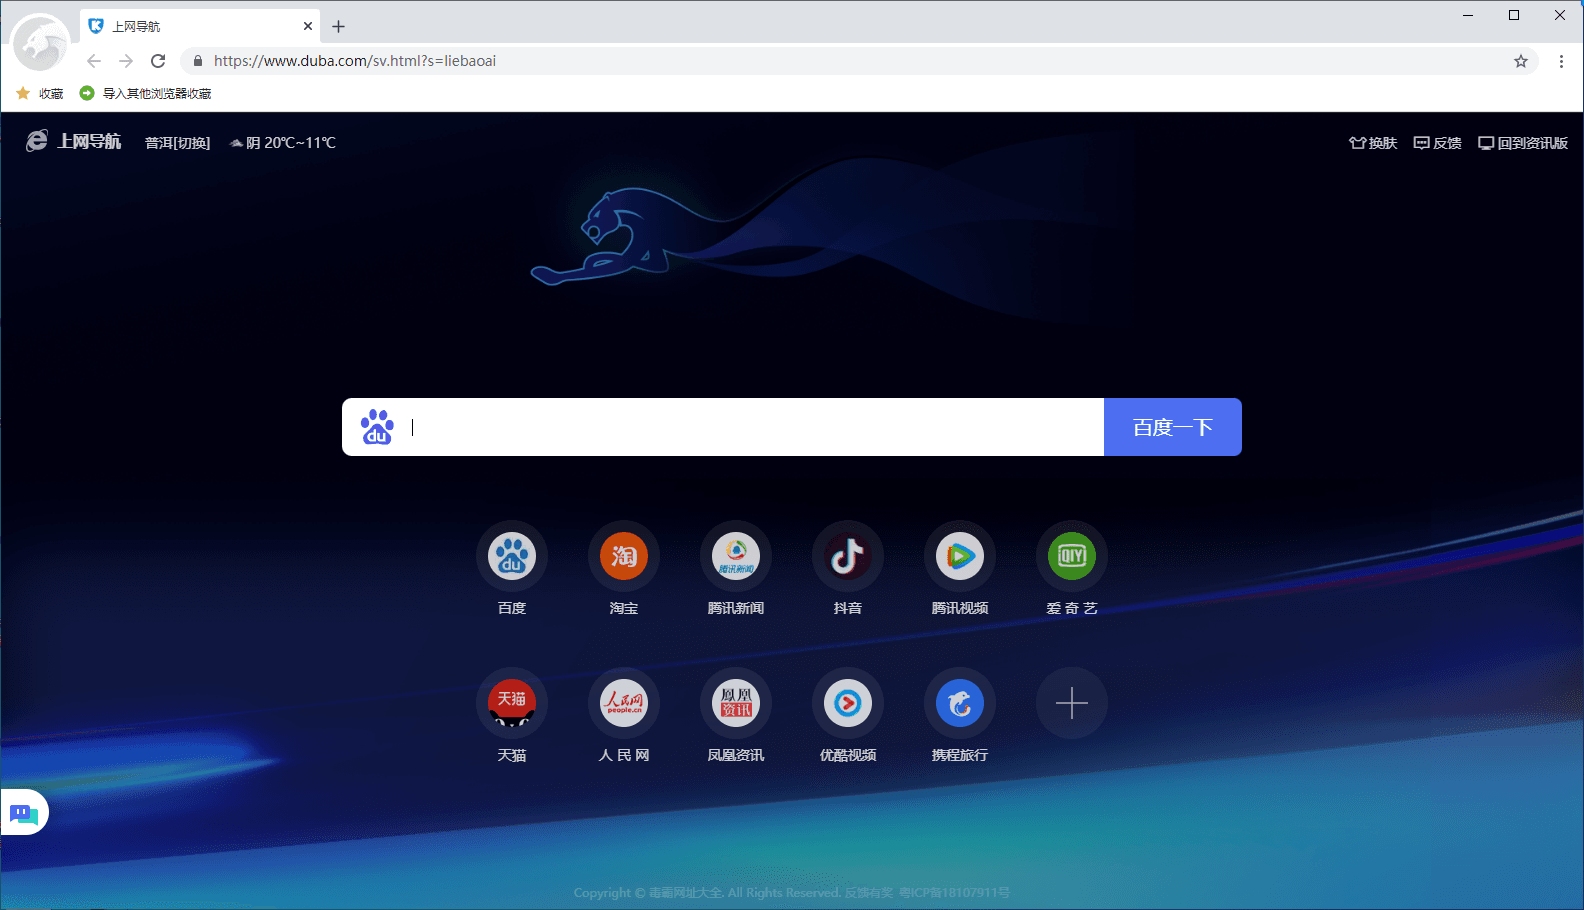 上网导航
https://www.duba.com/sv.html?s=liebaoai
收藏 导入其他浏览器收藏
上网导航 普洱[切换] 阴 20℃~11℃ 换肤 反馈 回到资讯版
du 百度一下
du 淘 腾讯新闻 iQIYI
百度 淘宝 腾讯新闻 抖音 腾讯视频 爱 奇 艺
天猫 人民网 people.cn 鳳凰 资讯
天猫 人 民 网 凤凰资讯 优酷视频 携程旅行
Copyright © 毒霸网址大全. All Rights Reserved. 反馈有奖 粤ICP备18107911号